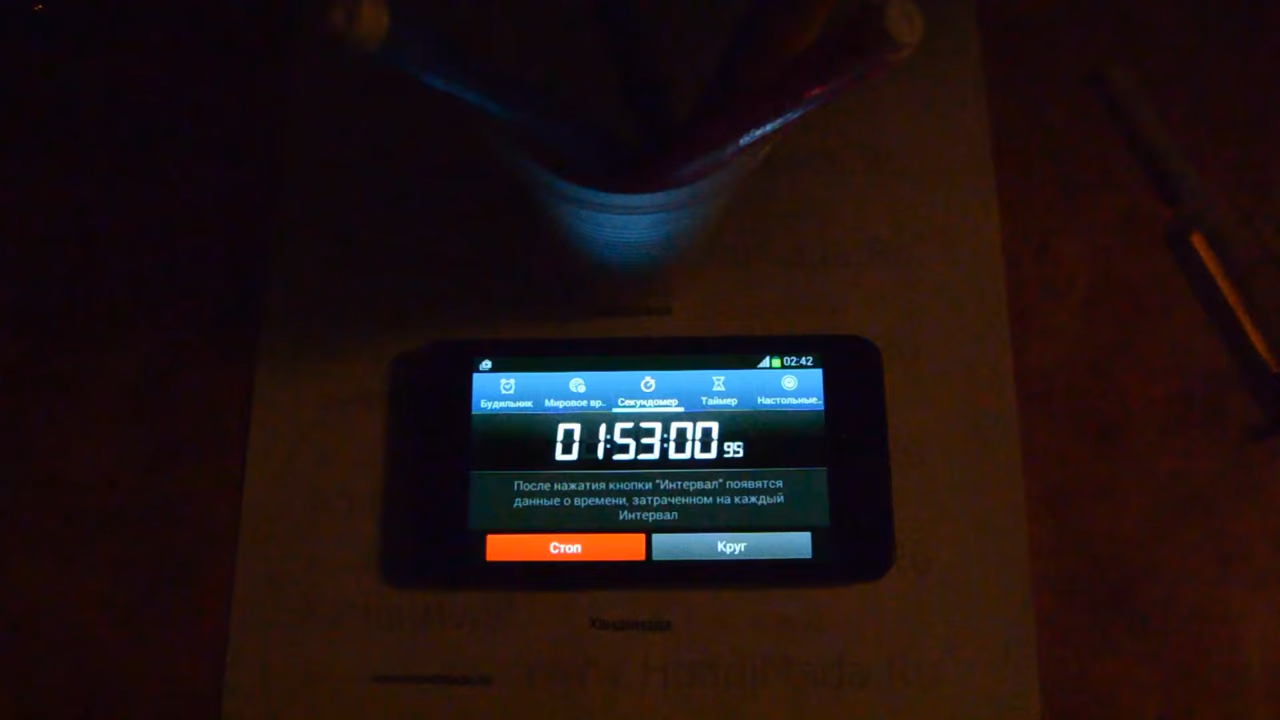 02:42
Будильник Мировое вр.. Секундомер Таймер Настольные..
01:53:00 99
После нажатия кнопки "Интервал" появятся
данные о времени, затраченном на каждый
Интервал
Стоп Круг